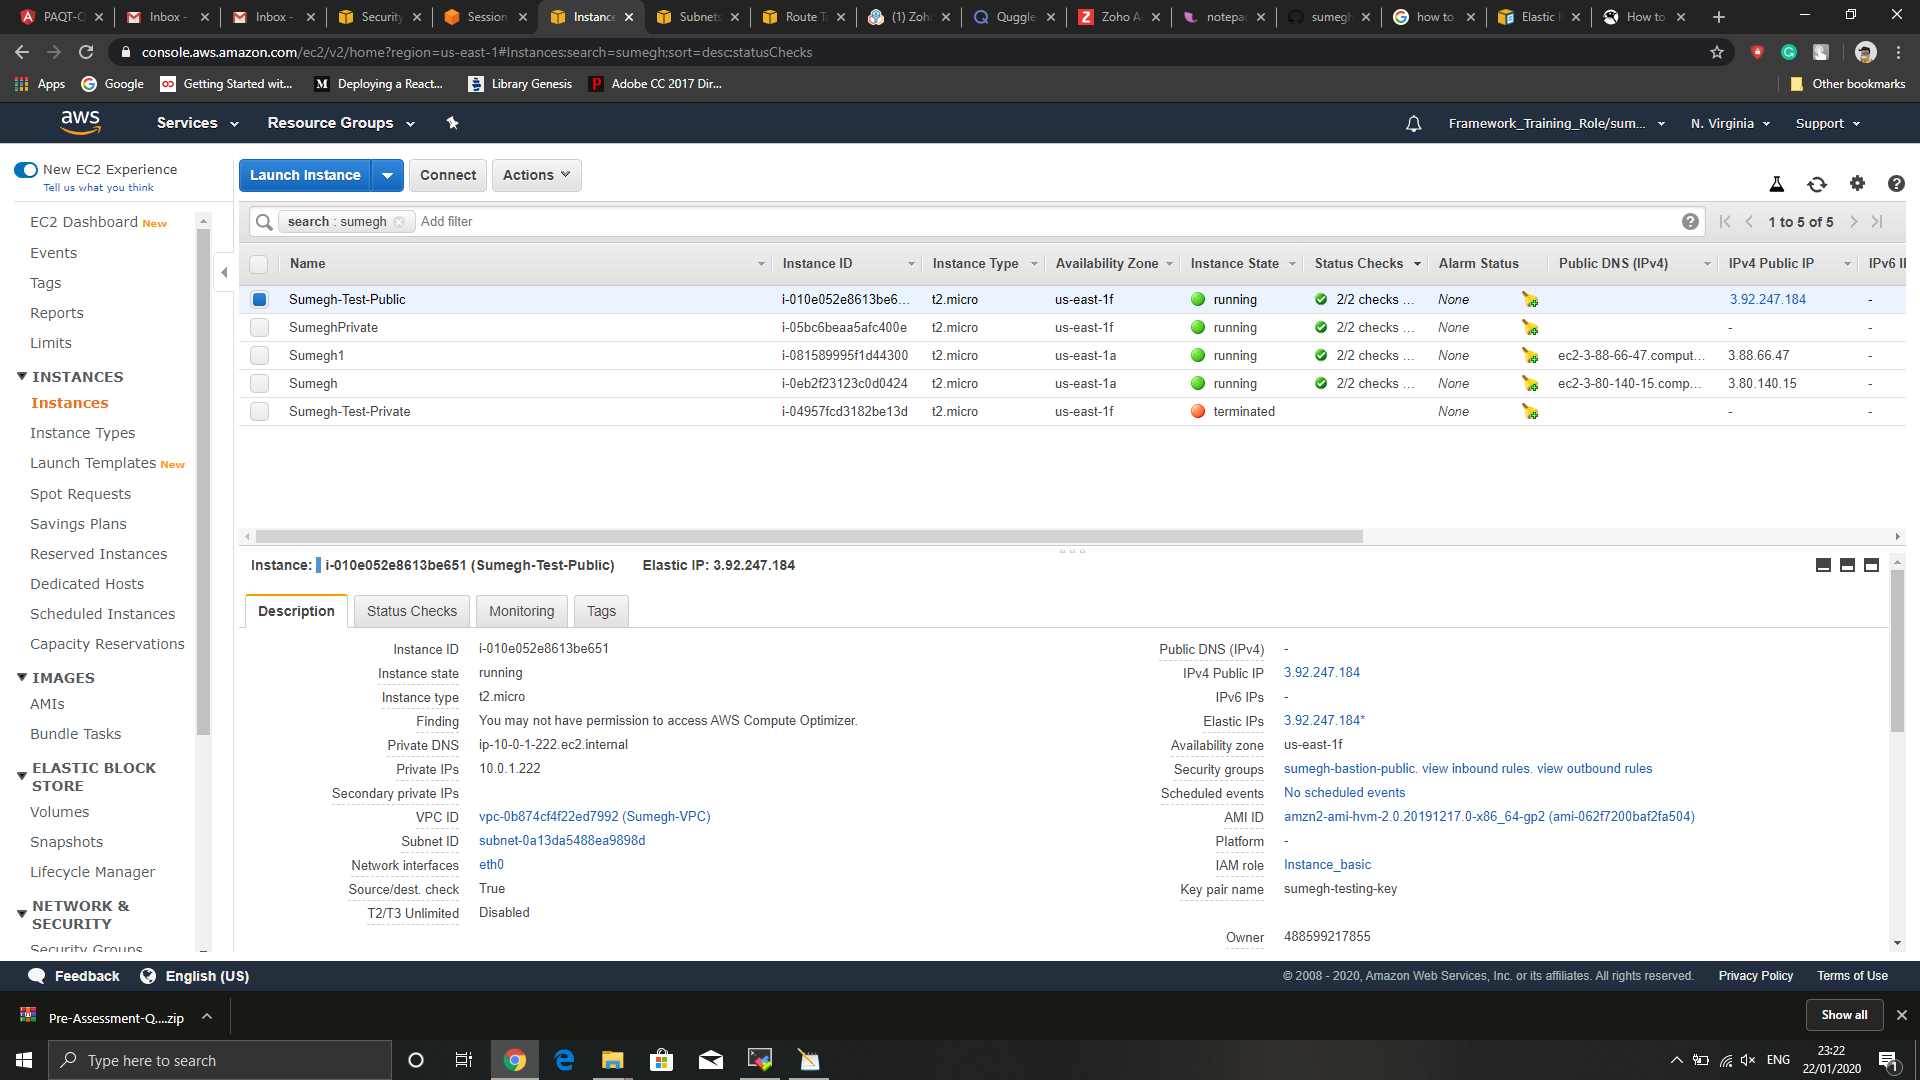 PAQT-Q
Inbox -
Inbox -
Security
Session
Instance
Subnets
Route T
(1) Zoh
Quggle
Zoho A
notepa
sumegh
how to
Elastic I
How to
console.aws.amazon.com/ec2/v2/home?region=us-east-1#Instances:search=sumegh;sort=desc:statusChecks
Apps
Google
Getting Started wit...
Deploying a React...
Library Genesis
Adobe CC 2017 Dir...
Other bookmarks
aws
Services
Resource Groups
Framework_Training_Role/sum...
N. Virginia
Support
New EC2 Experience
Tell us what you think
EC2 Dashboard New
Events
Tags
Reports
Limits
INSTANCES
Instances
Instance Types
Launch Templates New
Spot Requests
Savings Plans
Reserved Instances
Dedicated Hosts
Scheduled Instances
Capacity Reservations
IMAGES
AMIs
Bundle Tasks
ELASTIC BLOCK
STORE
Volumes
Snapshots
Lifecycle Manager
NETWORK &
SECURITY
Security Groups
Launch Instance
Connect
Actions
search : sumegh
Add filter
1 to 5 of 5
Name Instance ID Instance Type Availability Zone Instance State Status Checks Alarm Status Public DNS (IPv4) IPv4 Public IP IPv6 I
Sumegh-Test-Public i-010e052e8613be6... t2.micro us-east-1f running 2/2 checks ... None 3.92.247.184 -
SumeghPrivate i-05bc6beaa5afc400e t2.micro us-east-1f running 2/2 checks ... None - -
Sumegh1 i-081589995f1d44300 t2.micro us-east-1a running 2/2 checks ... None ec2-3-88-66-47.comput... 3.88.66.47 -
Sumegh i-0eb2f23123c0d0424 t2.micro us-east-1a running 2/2 checks ... None ec2-3-80-140-15.comp... 3.80.140.15 -
Sumegh-Test-Private i-04957fcd3182be13d t2.micro us-east-1f terminated None - -
Instance: i-010e052e8613be651 (Sumegh-Test-Public) Elastic IP: 3.92.247.184
Description
Status Checks
Monitoring
Tags
Instance ID i-010e052e8613be651
Instance state running
Instance type t2.micro
Finding You may not have permission to access AWS Compute Optimizer.
Private DNS ip-10-0-1-222.ec2.internal
Private IPs 10.0.1.222
Secondary private IPs
VPC ID vpc-0b874cf4f22ed7992 (Sumegh-VPC)
Subnet ID subnet-0a13da5488ea9898d
Network interfaces eth0
Source/dest. check True
T2/T3 Unlimited Disabled
Public DNS (IPv4) -
IPv4 Public IP 3.92.247.184
IPv6 IPs -
Elastic IPs 3.92.247.184*
Availability zone us-east-1f
Security groups sumegh-bastion-public. view inbound rules. view outbound rules
Scheduled events No scheduled events
AMI ID amzn2-ami-hvm-2.0.20191217.0-x86_64-gp2 (ami-062f7200baf2fa504)
Platform -
IAM role Instance_basic
Key pair name sumegh-testing-key
Owner 488599217855
Feedback
English (US)
© 2008 - 2020, Amazon Web Services, Inc. or its affiliates. All rights reserved.
Privacy Policy
Terms of Use
Pre-Assessment-Q....zip
Show all
Type here to search
ENG
23:22
22/01/2020
1